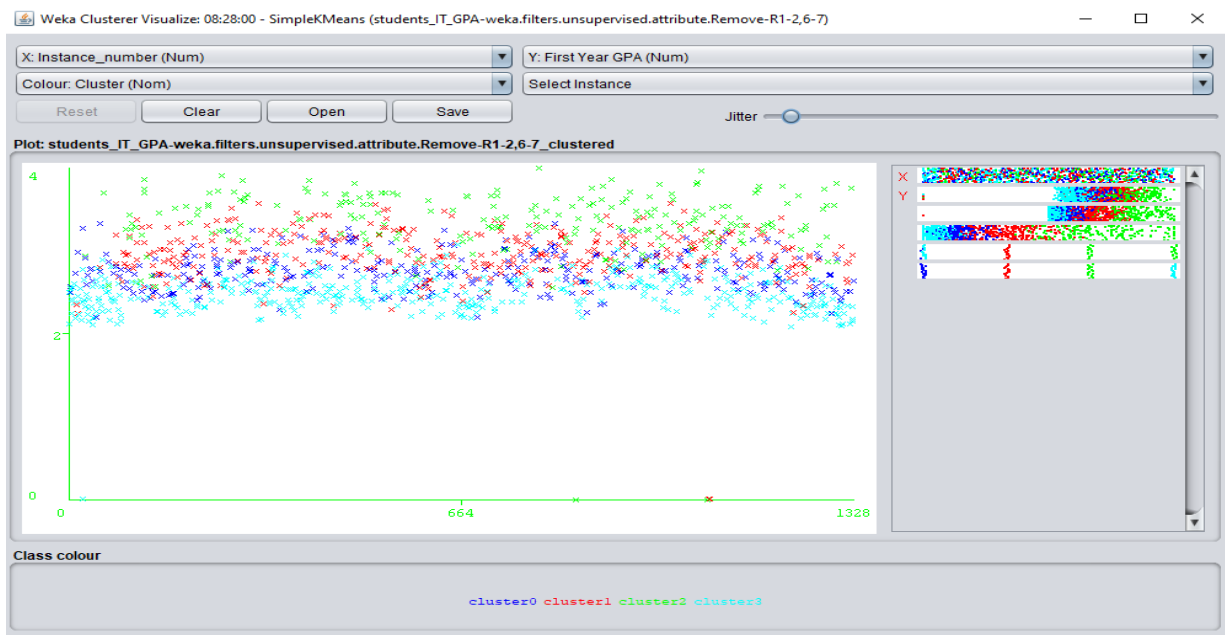 Weka Clusterer Visualize: 08:28:00 - SimpleKMeans (students_IT_GPA-weka.filters.unsupervised.attribute.Remove-R1-2,6-7)
X: Instance_number (Num)
Y: First Year GPA (Num)
Colour: Cluster (Nom)
Select Instance
Reset
Clear
Open
Save
Jitter
Plot: students_IT_GPA-weka.filters.unsupervised.attribute.Remove-R1-2,6-7_clustered
4
2
0
0
664
1328
X
Y
Class colour
cluster0 cluster1 cluster2 cluster3